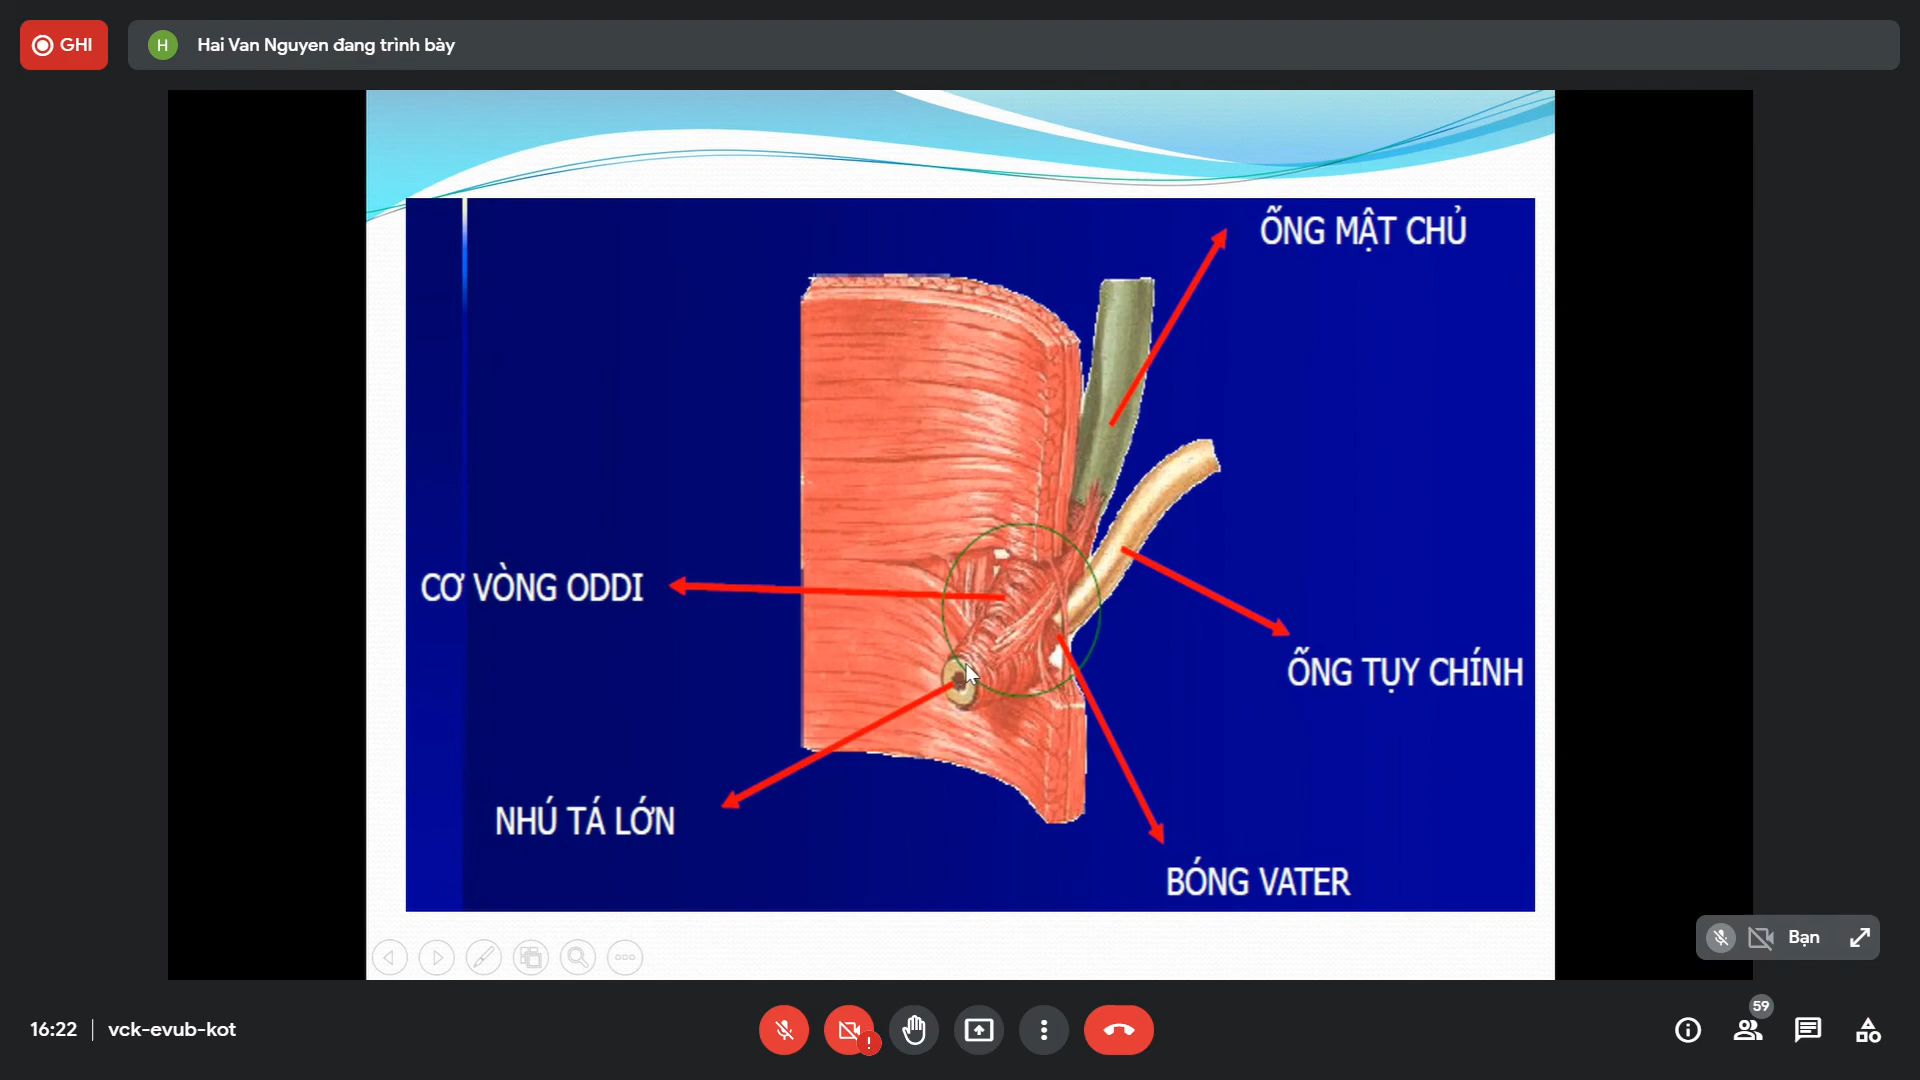 GHI
H
Hai Van Nguyen đang trình bày
ỐNG MẬT CHỦ
CƠ VÒNG ODDI
ỐNG TỤY CHÍNH
NHÚ TÁ LỚN
BÓNG VATER
Bạn
16:22
vck-evub-kot
59